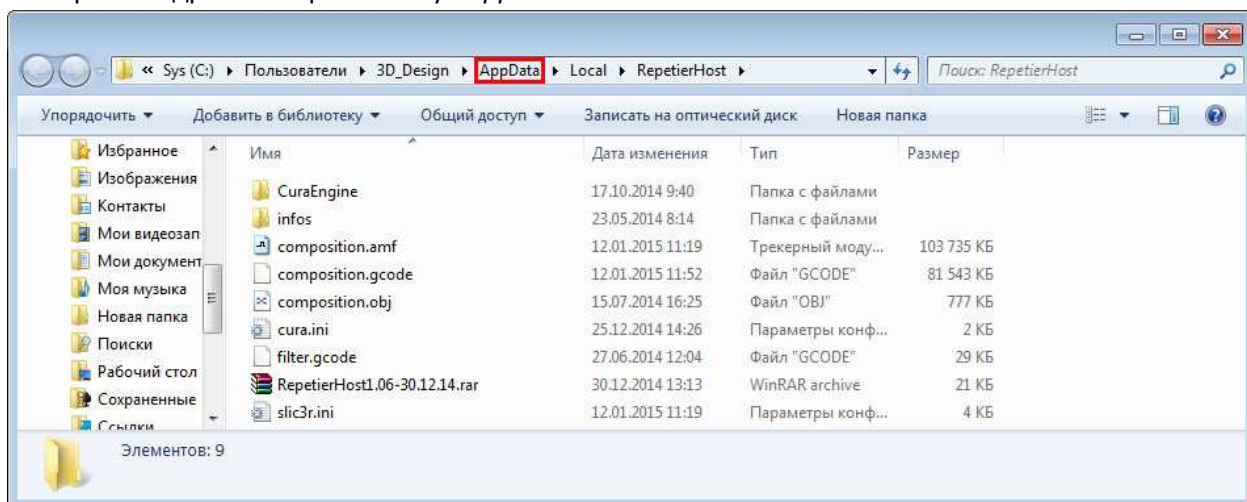 « Sys (C:) ▸ Пользователи ▸ 3D_Design ▸ AppData ▸ Local ▸ RepetierHost ▸ Поиск: RepetierHost
Упорядочить Добавить в библиотеку Общий доступ Записать на оптический диск Новая папка
Имя Дата изменения Тип Размер
Избранное
Изображения
Контакты
Мои видеозап
Мои документ
Моя музыка
Новая папка
Поиски
Рабочий стол
Сохраненные
Ссылки
CuraEngine 17.10.2014 9:40 Папка с файлами
infos 23.05.2014 8:14 Папка с файлами
composition.amf 12.01.2015 11:19 Трекерный моду... 103 735 КБ
composition.gcode 12.01.2015 11:52 Файл "GCODE" 81 543 КБ
composition.obj 15.07.2014 16:25 Файл "OBJ" 777 КБ
cura.ini 25.12.2014 14:26 Параметры конф... 2 КБ
filter.gcode 27.06.2014 12:04 Файл "GCODE" 29 КБ
RepetierHost1.06-30.12.14.rar 30.12.2014 13:13 WinRAR archive 21 КБ
slic3r.ini 12.01.2015 11:19 Параметры конф... 4 КБ
Элементов: 9